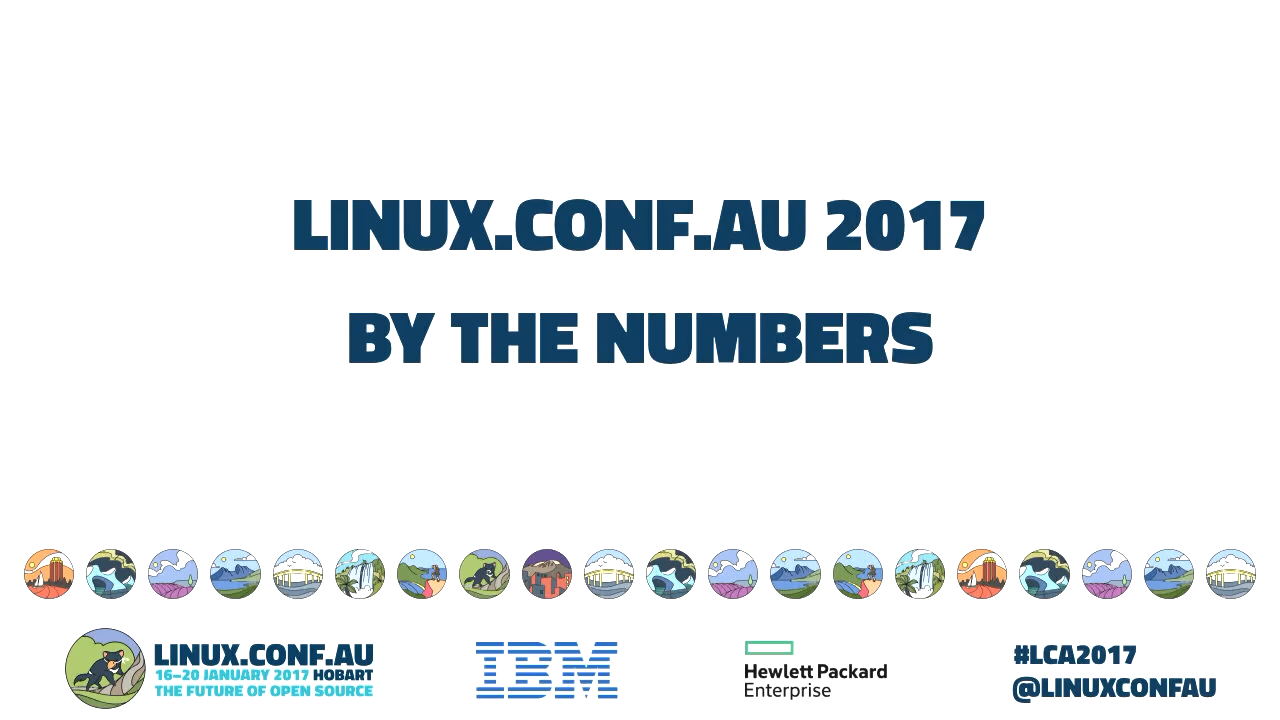 LINUX.CONF.AU 2017
BY THE NUMBERS
LINUX.CONF.AU
16–20 JANUARY 2017 HOBART
THE FUTURE OF OPEN SOURCE
IBM
Hewlett Packard
Enterprise
#LCA2017
@LINUXCONFAU